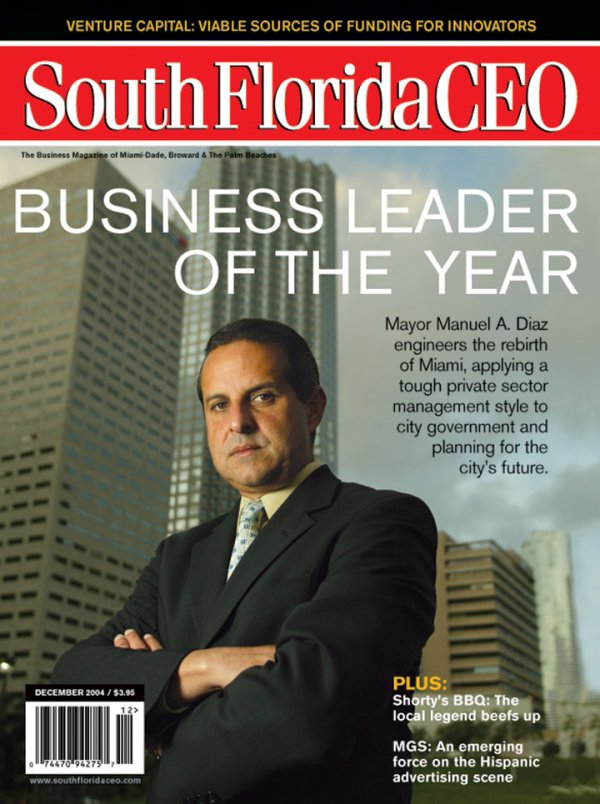 VENTURE CAPITAL: VIABLE SOURCES OF FUNDING FOR INNOVATORS
South Florida CEO
The Business Magazine of Miami-Dade, Broward & The Palm Beaches
BUSINESS LEADER
OF THE YEAR
Mayor Manuel A. Diaz
engineers the rebirth
of Miami, applying a
tough private sector
management style to
city government and
planning for the
city's future.
PLUS:
Shorty's BBQ: The
local legend beefs up
MGS: An emerging
force on the Hispanic
advertising scene
DECEMBER 2004 / $3.95
12>
0 74470 94275 7
www.southfloridaceo.com